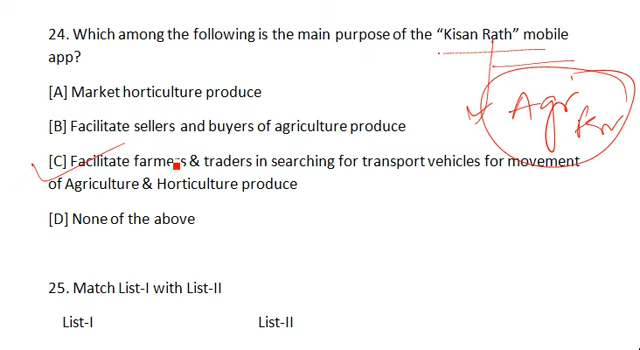 24. Which among the following is the main purpose of the “Kisan Rath” mobile
app?
[A] Market horticulture produce
[B] Facilitate sellers and buyers of agriculture produce
[C] Facilitate farmers & traders in searching for transport vehicles for movement
of Agriculture & Horticulture produce
[D] None of the above
Agri
25. Match List-I with List-II
List-I List-II